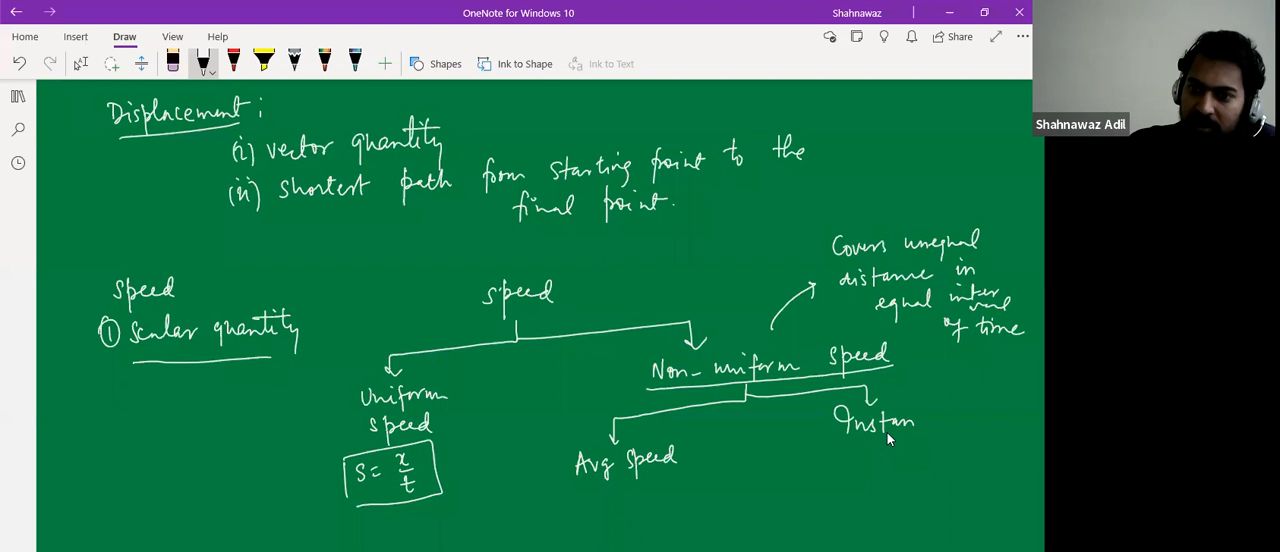 OneNote for Windows 10
Shahnawaz
Home Insert Draw View Help
Share
Shapes
Ink to Shape
Ink to Text
Shahnawaz Adil
Displacement :
(i) vector quantity
(ii) shortest path from starting point to the
final point.
Covers unequal
distance in
equal inter
val
of time
Speed
① Scalar quantity
Speed
Uniform
speed
S = x/t
Non-uniform speed
Avg speed
Instan